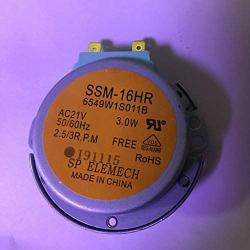 SSM-16HR
6549W1S011B
AC21V 3.0W
50/60Hz
2.5/3R.P.M FREE
191115 RoHS
SP ELEMECH
MADE IN CHINA